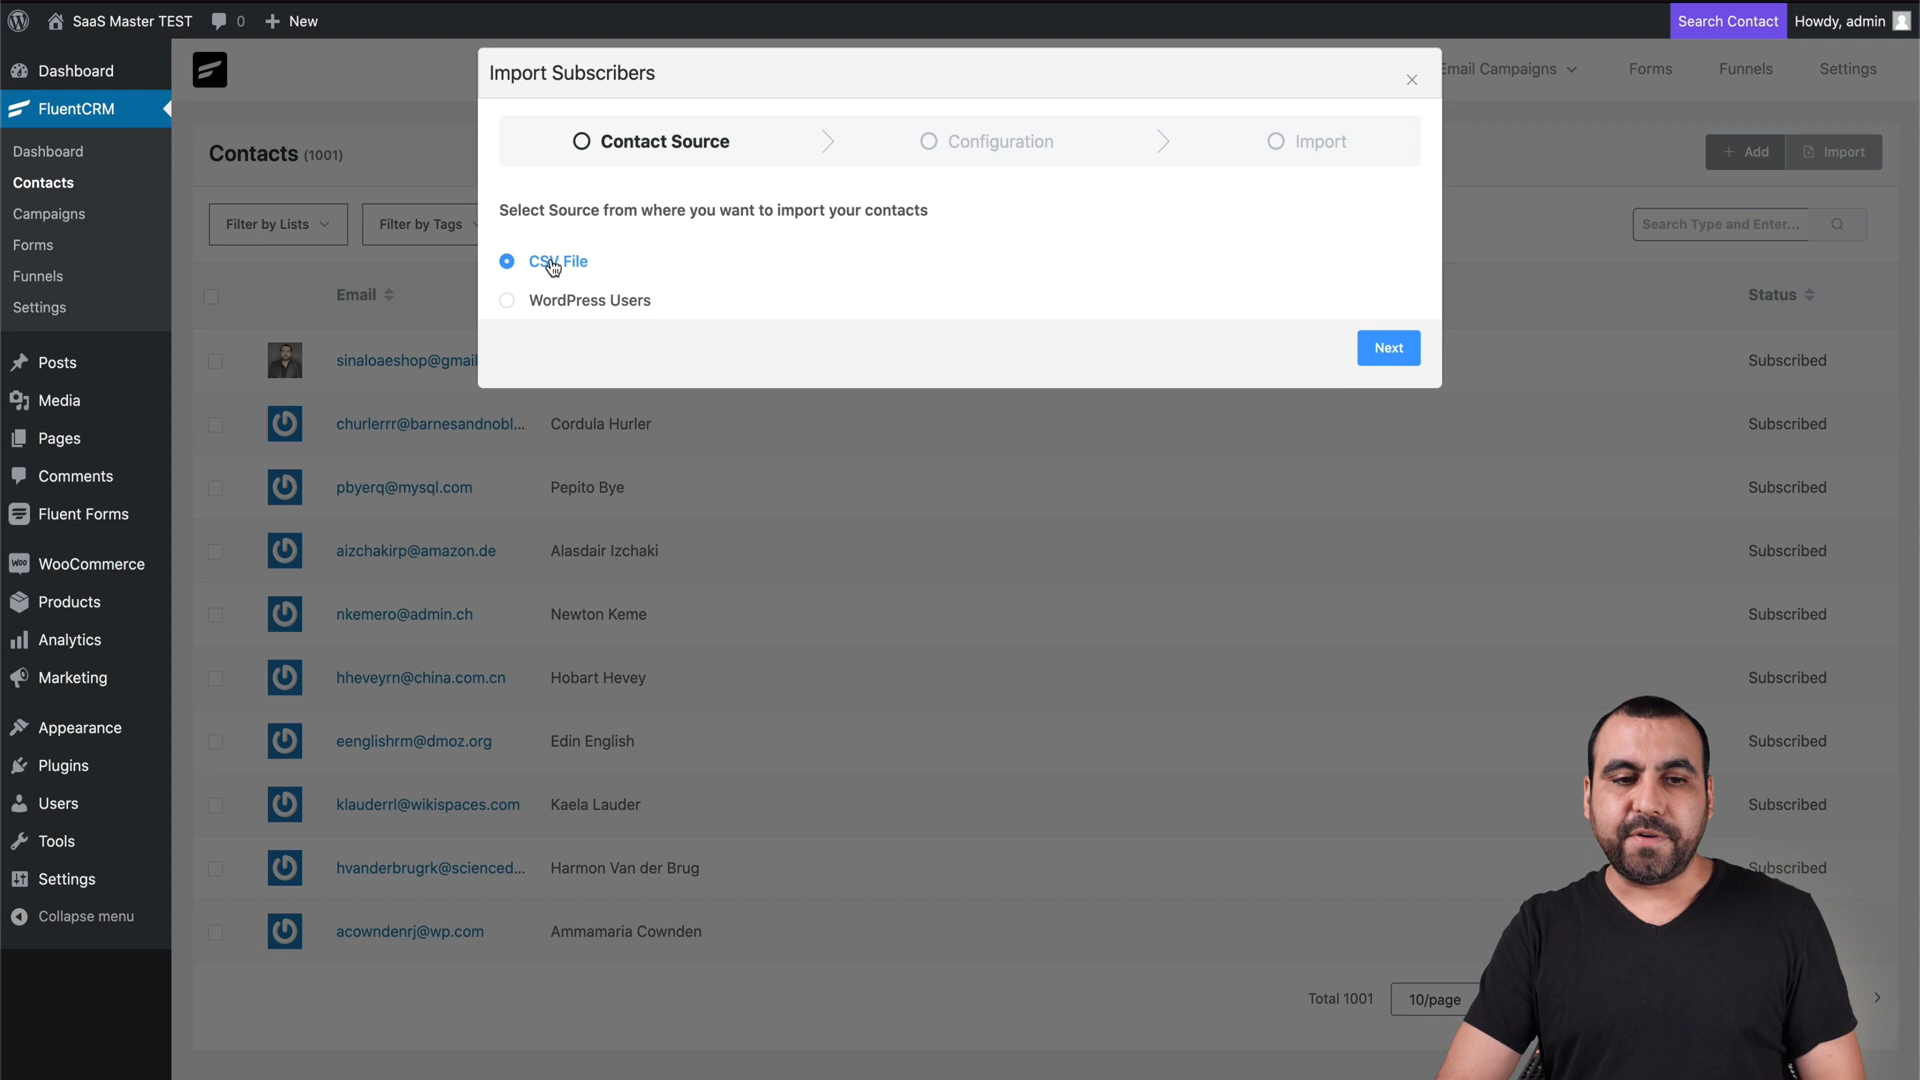 SaaS Master TEST 0 New Search Contact Howdy, admin
Dashboard
FluentCRM
Dashboard
Contacts
Campaigns
Forms
Funnels
Settings
Posts
Media
Pages
Comments
Fluent Forms
WooCommerce
Products
Analytics
Marketing
Appearance
Plugins
Users
Tools
Settings
Collapse menu
Email Campaigns Forms Funnels Settings
Contacts (1001) + Add Import
Filter by Lists Filter by Tags Search Type and Enter...
Import Subscribers
Contact Source Configuration Import
Select Source from where you want to import your contacts
CSV File
WordPress Users
Next
Email Status
sinaloaeshop@gmail Subscribed
churlerrr@barnesandnobl... Cordula Hurler Subscribed
pbyerq@mysql.com Pepito Bye Subscribed
aizchakirp@amazon.de Alasdair Izchaki Subscribed
nkemero@admin.ch Newton Keme Subscribed
hheveyrn@china.com.cn Hobart Hevey Subscribed
eenglishrm@dmoz.org Edin English Subscribed
klauderrl@wikispaces.com Kaela Lauder Subscribed
hvanderbrugrk@scienced... Harmon Van der Brug Subscribed
acowndenrj@wp.com Ammamaria Cownden
Total 1001 10/page